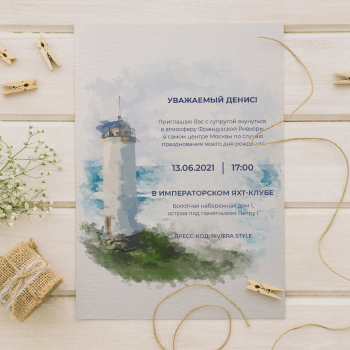 УВАЖАЕМЫЙ ДЕНИС!
Приглашаю Вас с супругой окунуться
в атмосферу Французской Ривьеры
в самом центре Москвы по случаю
празднования моего дня рождения
13.06.2021 | 17:00
В ИМПЕРАТОРСКОМ ЯХТ-КЛУБЕ
Болотная набережная дом 1,
остров под памятником Петру I
ДРЕСС-КОД: RIVIERA STYLE